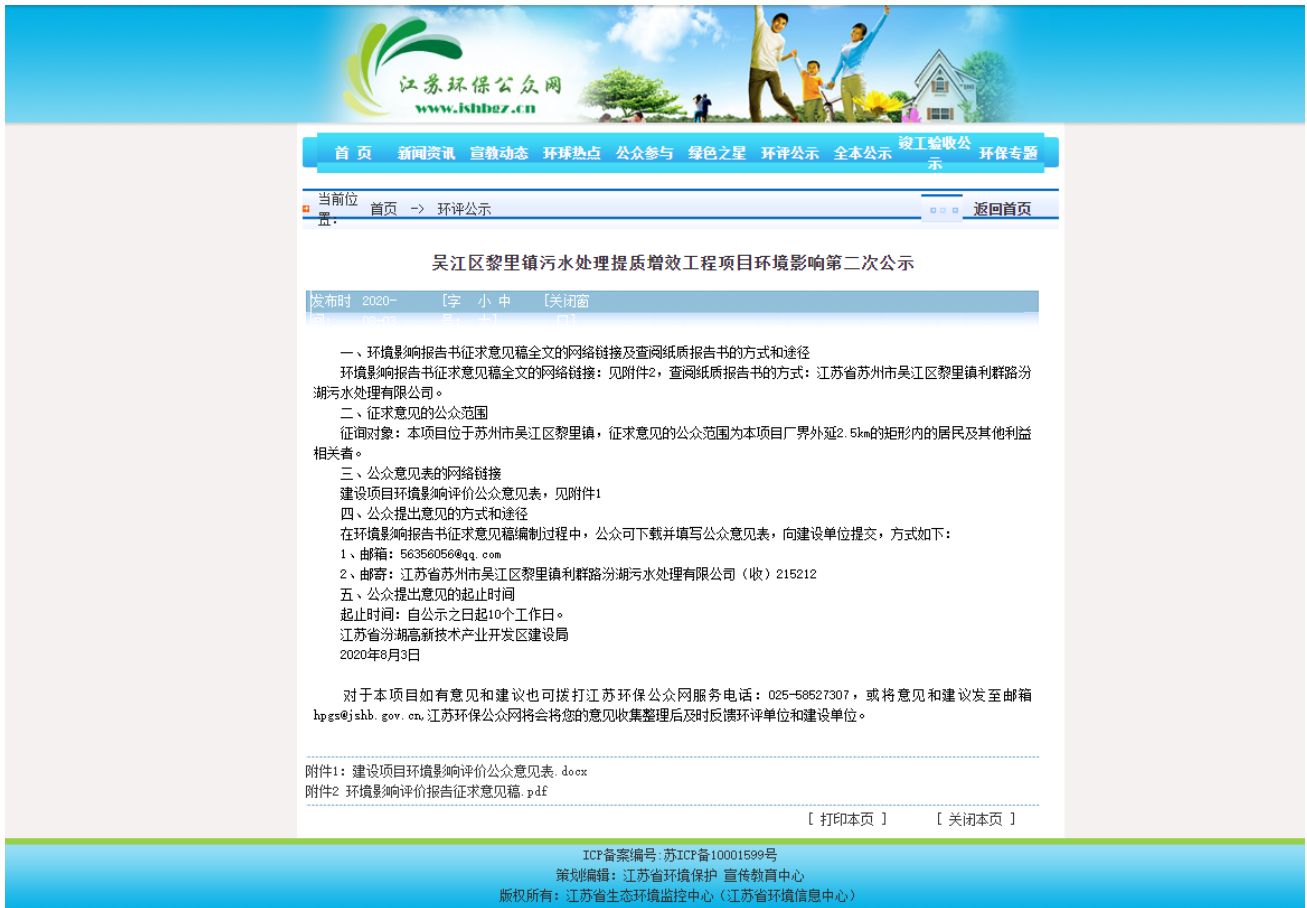 江苏环保公众网
www.jshbgz.cn
首 页 新闻资讯 宣教动态 环球热点 公众参与 绿色之星 环评公示 全本公示 竣工验收公示 环保专题
当前位置: 首页 -> 环评公示 返回首页
吴江区黎里镇污水处理提质增效工程项目环境影响第二次公示
发布时 2020- [字 小 中 [关闭窗
一、环境影响报告书征求意见稿全文的网络链接及查阅纸质报告书的方式和途径
环境影响报告书征求意见稿全文的网络链接：见附件2，查阅纸质报告书的方式：江苏省苏州市吴江区黎里镇利群路汾
湖污水处理有限公司。
二、征求意见的公众范围
征询对象：本项目位于苏州市吴江区黎里镇，征求意见的公众范围为本项目厂界外延2.5km的矩形内的居民及其他利益
相关者。
三、公众意见表的网络链接
建设项目环境影响评价公众意见表，见附件1
四、公众提出意见的方式和途径
在环境影响报告书征求意见稿编制过程中，公众可下载并填写公众意见表，向建设单位提交，方式如下：
1、邮箱：56356056@qq.com
2、邮寄：江苏省苏州市吴江区黎里镇利群路汾湖污水处理有限公司（收）215212
五、公众提出意见的起止时间
起止时间：自公示之日起10个工作日。
江苏省汾湖高新技术产业开发区建设局
2020年8月3日
对于本项目如有意见和建议也可拨打江苏环保公众网服务电话：025-58527307，或将意见和建议发至邮箱
hpgs@jshb.gov.cn,江苏环保公众网将会将您的意见收集整理后及时反馈环评单位和建设单位。
附件1：建设项目环境影响评价公众意见表.docx
附件2 环境影响评价报告征求意见稿.pdf
[ 打印本页 ] [ 关闭本页 ]
ICP备案编号:苏ICP备10001599号
策划编辑：江苏省环境保护 宣传教育中心
版权所有：江苏省生态环境监控中心（江苏省环境信息中心）